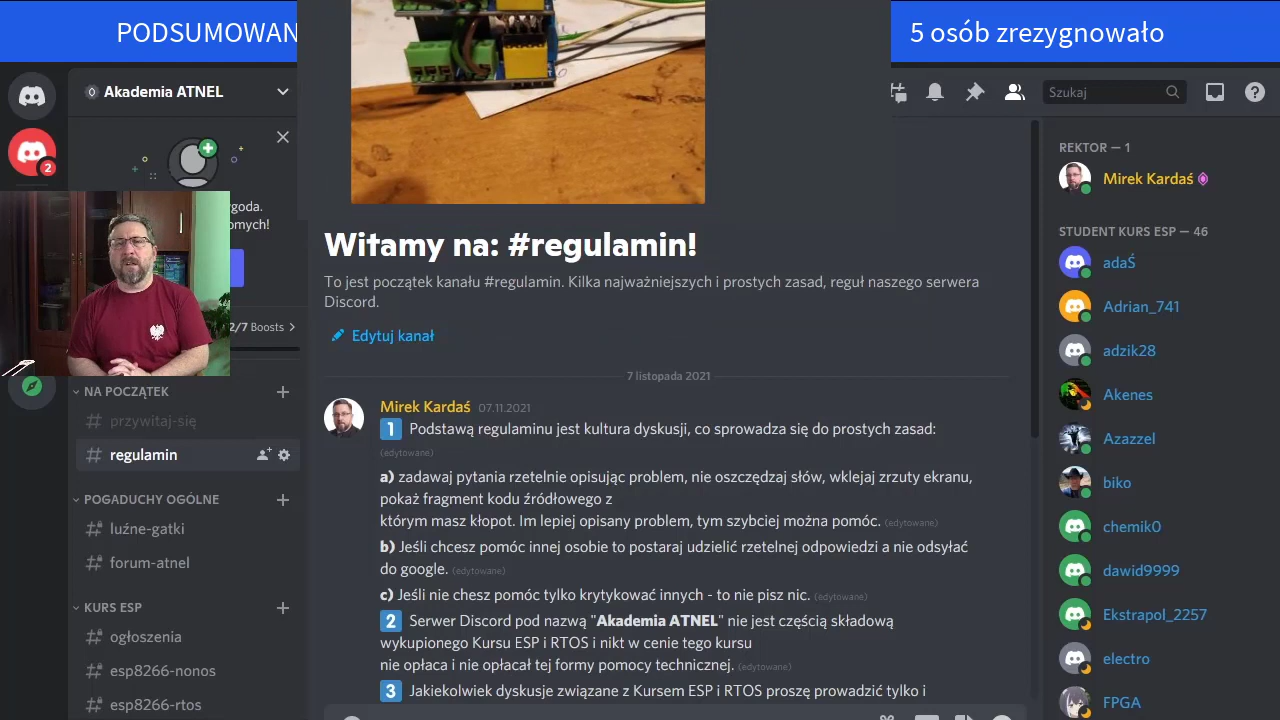 PODSUMOWAN
5 osób zrezygnowało
Akademia ATNEL
Szukaj
2
goda.
omych!
2/7 Boosts
NA POCZĄTEK
przywitaj-się
regulamin
POGADUCHY OGÓLNE
luźne-gatki
forum-atnel
KURS ESP
ogłoszenia
esp8266-nonos
esp8266-rtos
Witamy na: #regulamin!
To jest początek kanału #regulamin. Kilka najważniejszych i prostych zasad, reguł naszego serwera
Discord.
Edytuj kanał
7 listopada 2021
Mirek Kardaś 07.11.2021
1 Podstawą regulaminu jest kultura dyskusji, co sprowadza się do prostych zasad:
(edytowane)
a) zadawaj pytania rzetelnie opisując problem, nie oszczędzaj słów, wklejaj zrzuty ekranu,
pokaż fragment kodu źródłowego z
którym masz kłopot. Im lepiej opisany problem, tym szybciej można pomóc. (edytowane)
b) Jeśli chcesz pomóc innej osobie to postaraj udzielić rzetelnej odpowiedzi a nie odsyłać
do google. (edytowane)
c) Jeśli nie chesz pomóc tylko krytykować innych - to nie pisz nic. (edytowane)
2 Serwer Discord pod nazwą "Akademia ATNEL" nie jest częścią składową
wykupionego Kursu ESP i RTOS i nikt w cenie tego kursu
nie opłaca i nie opłacał tej formy pomocy technicznej. (edytowane)
3 Jakiekolwiek dyskusje związane z Kursem ESP i RTOS proszę prowadzić tylko i
REKTOR — 1
Mirek Kardaś
STUDENT KURS ESP — 46
adaŚ
Adrian_741
adzik28
Akenes
Azazzel
biko
chemik0
dawid9999
Ekstrapol_2257
electro
FPGA